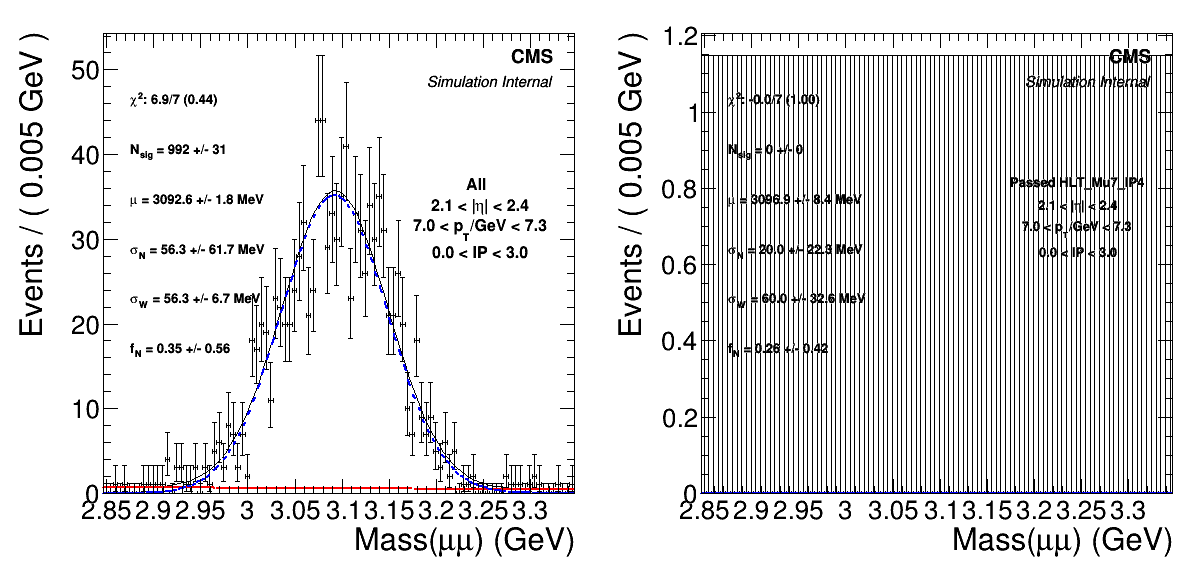 CMS
Simulation Internal
χ²: 6.9/7 (0.44)
N_sig = 992 +/- 31
μ = 3092.6 +/- 1.8 MeV
σ_N = 56.3 +/- 61.7 MeV
σ_W = 56.3 +/- 6.7 MeV
f_N = 0.35 +/- 0.56
All
2.1 < |η| < 2.4
7.0 < p_T/GeV < 7.3
0.0 < IP < 3.0
Events / ( 0.005 GeV )
50
40
30
20
10
0
2.85 2.9 2.95 3 3.05 3.1 3.15 3.2 3.25 3.3
Mass(μμ) (GeV)
CMS
Simulation Internal
χ²: -0.0/7 (1.00)
N_sig = 0 +/- 0
μ = 3096.9 +/- 8.4 MeV
σ_N = 20.0 +/- 22.3 MeV
σ_W = 60.0 +/- 32.6 MeV
f_N = 0.26 +/- 0.42
Passed HLT_Mu7_IP4
2.1 < |η| < 2.4
7.0 < p_T/GeV < 7.3
0.0 < IP < 3.0
Events / ( 0.005 GeV )
1.2
1
0.8
0.6
0.4
0.2
0
2.85 2.9 2.95 3 3.05 3.1 3.15 3.2 3.25 3.3
Mass(μμ) (GeV)